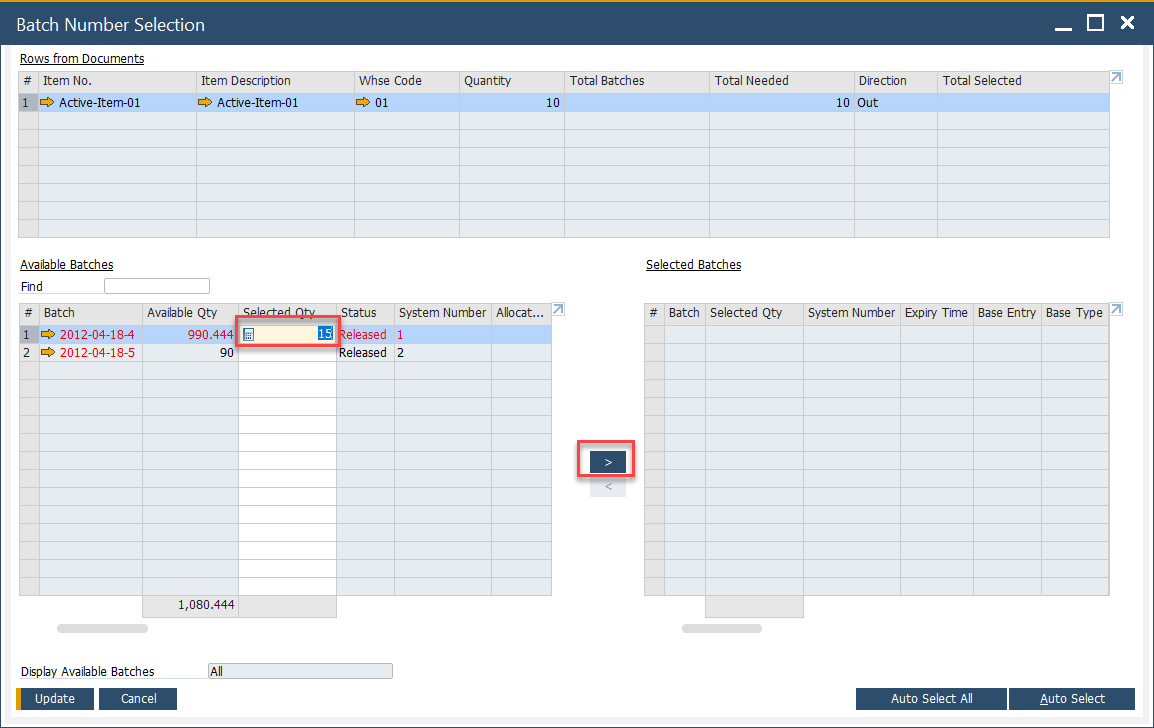 Batch Number Selection
Rows from Documents
# Item No. Item Description Whse Code Quantity Total Batches Total Needed Direction Total Selected
1 Active-Item-01 Active-Item-01 01 10 10 Out
Available Batches Selected Batches
Find
# Batch Available Qty Selected Qty Status System Number Allocat... # Batch Selected Qty System Number Expiry Time Base Entry Base Type
1 2012-04-18-4 990.444 15 Released 1
2 2012-04-18-5 90 Released 2
>
<
1,080.444
Display Available Batches All
Update Cancel Auto Select All Auto Select